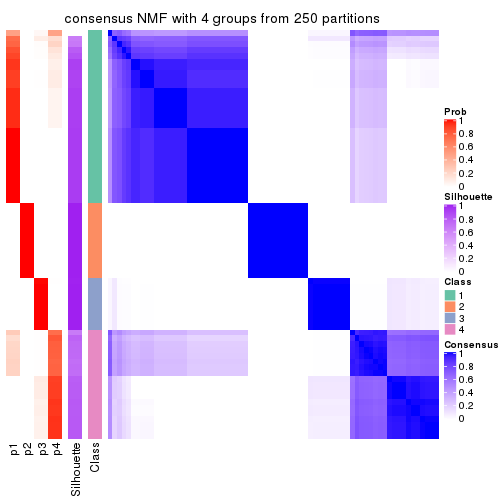 consensus NMF with 4 groups from 250 partitions
Prob
1
0.8
0.6
0.4
0.2
0
Silhouette
1
0.8
0.6
0.4
0.2
0
Class
1
2
3
4
Consensus
1
0.8
0.6
0.4
0.2
0
p1
p2
p3
p4
Silhouette
Class